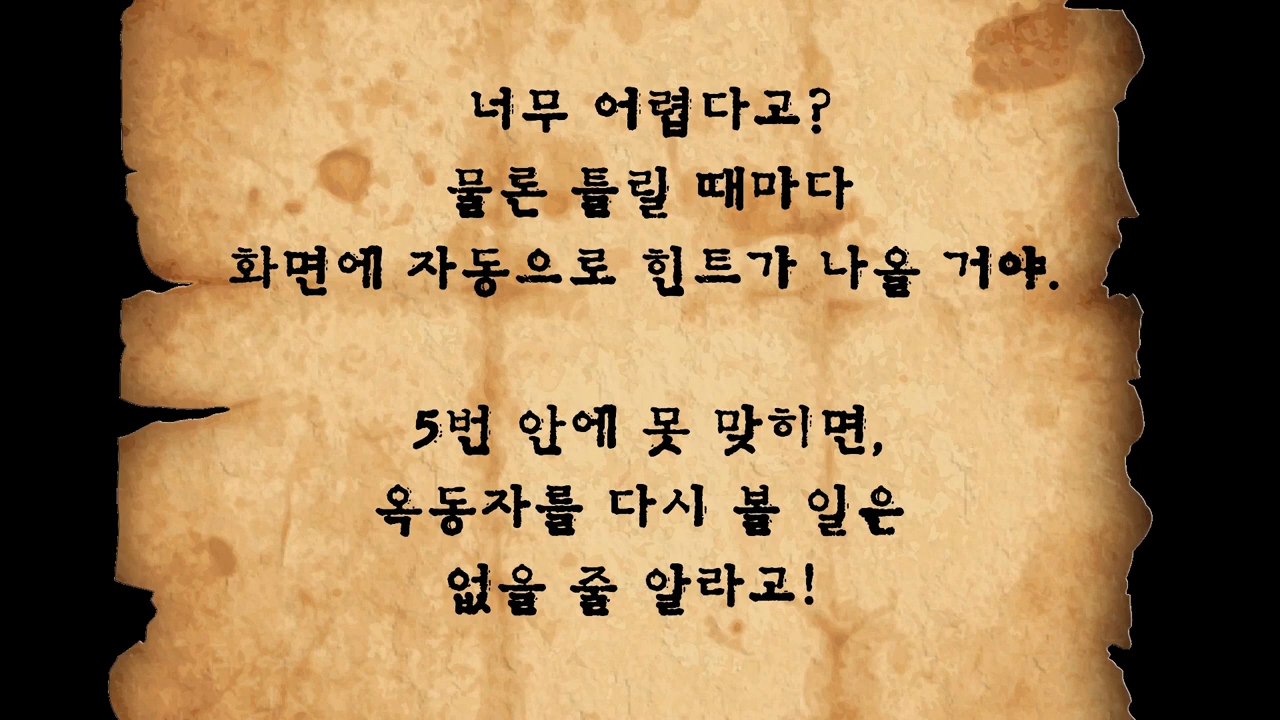 너무 어렵다고?
물론 틀릴 때마다
화면에 자동으로 힌트가 나올 거야.
5번 안에 못 맞히면,
옥동자를 다시 볼 일은
없을 줄 알라고!